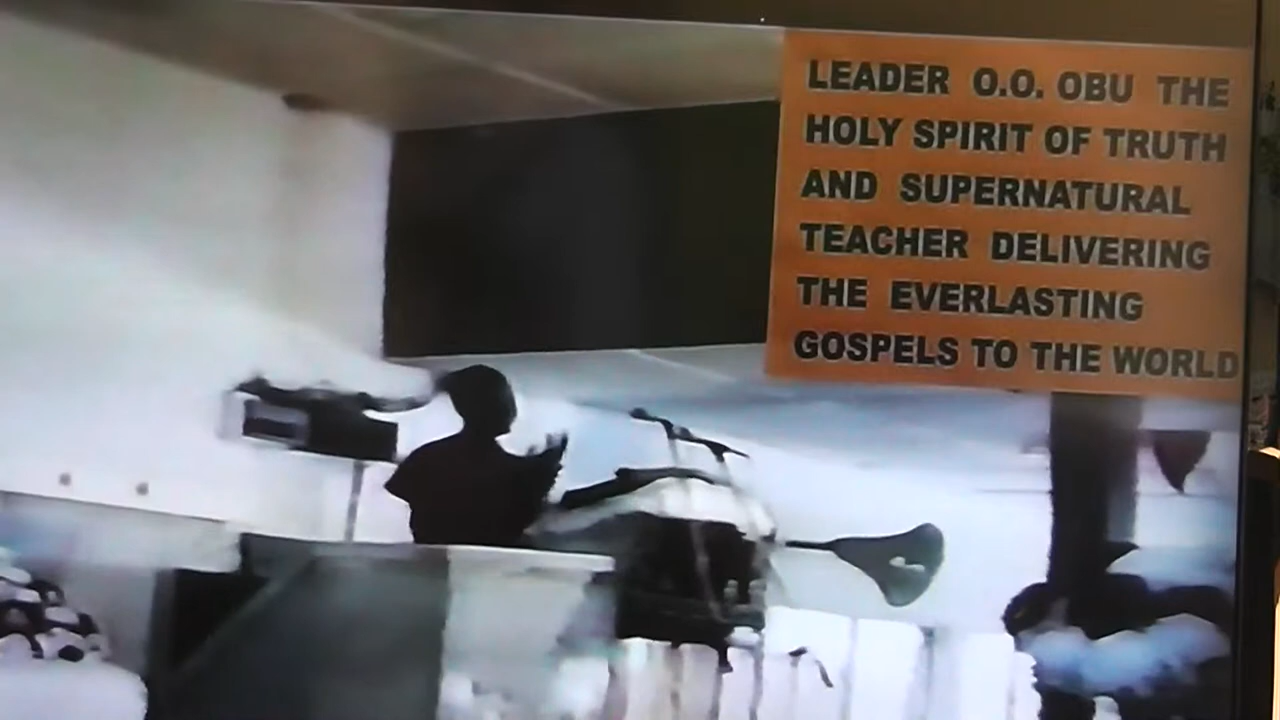 LEADER O.O. OBU THE
HOLY SPIRIT OF TRUTH
AND SUPERNATURAL
TEACHER DELIVERING
THE EVERLASTING
GOSPELS TO THE WORLD